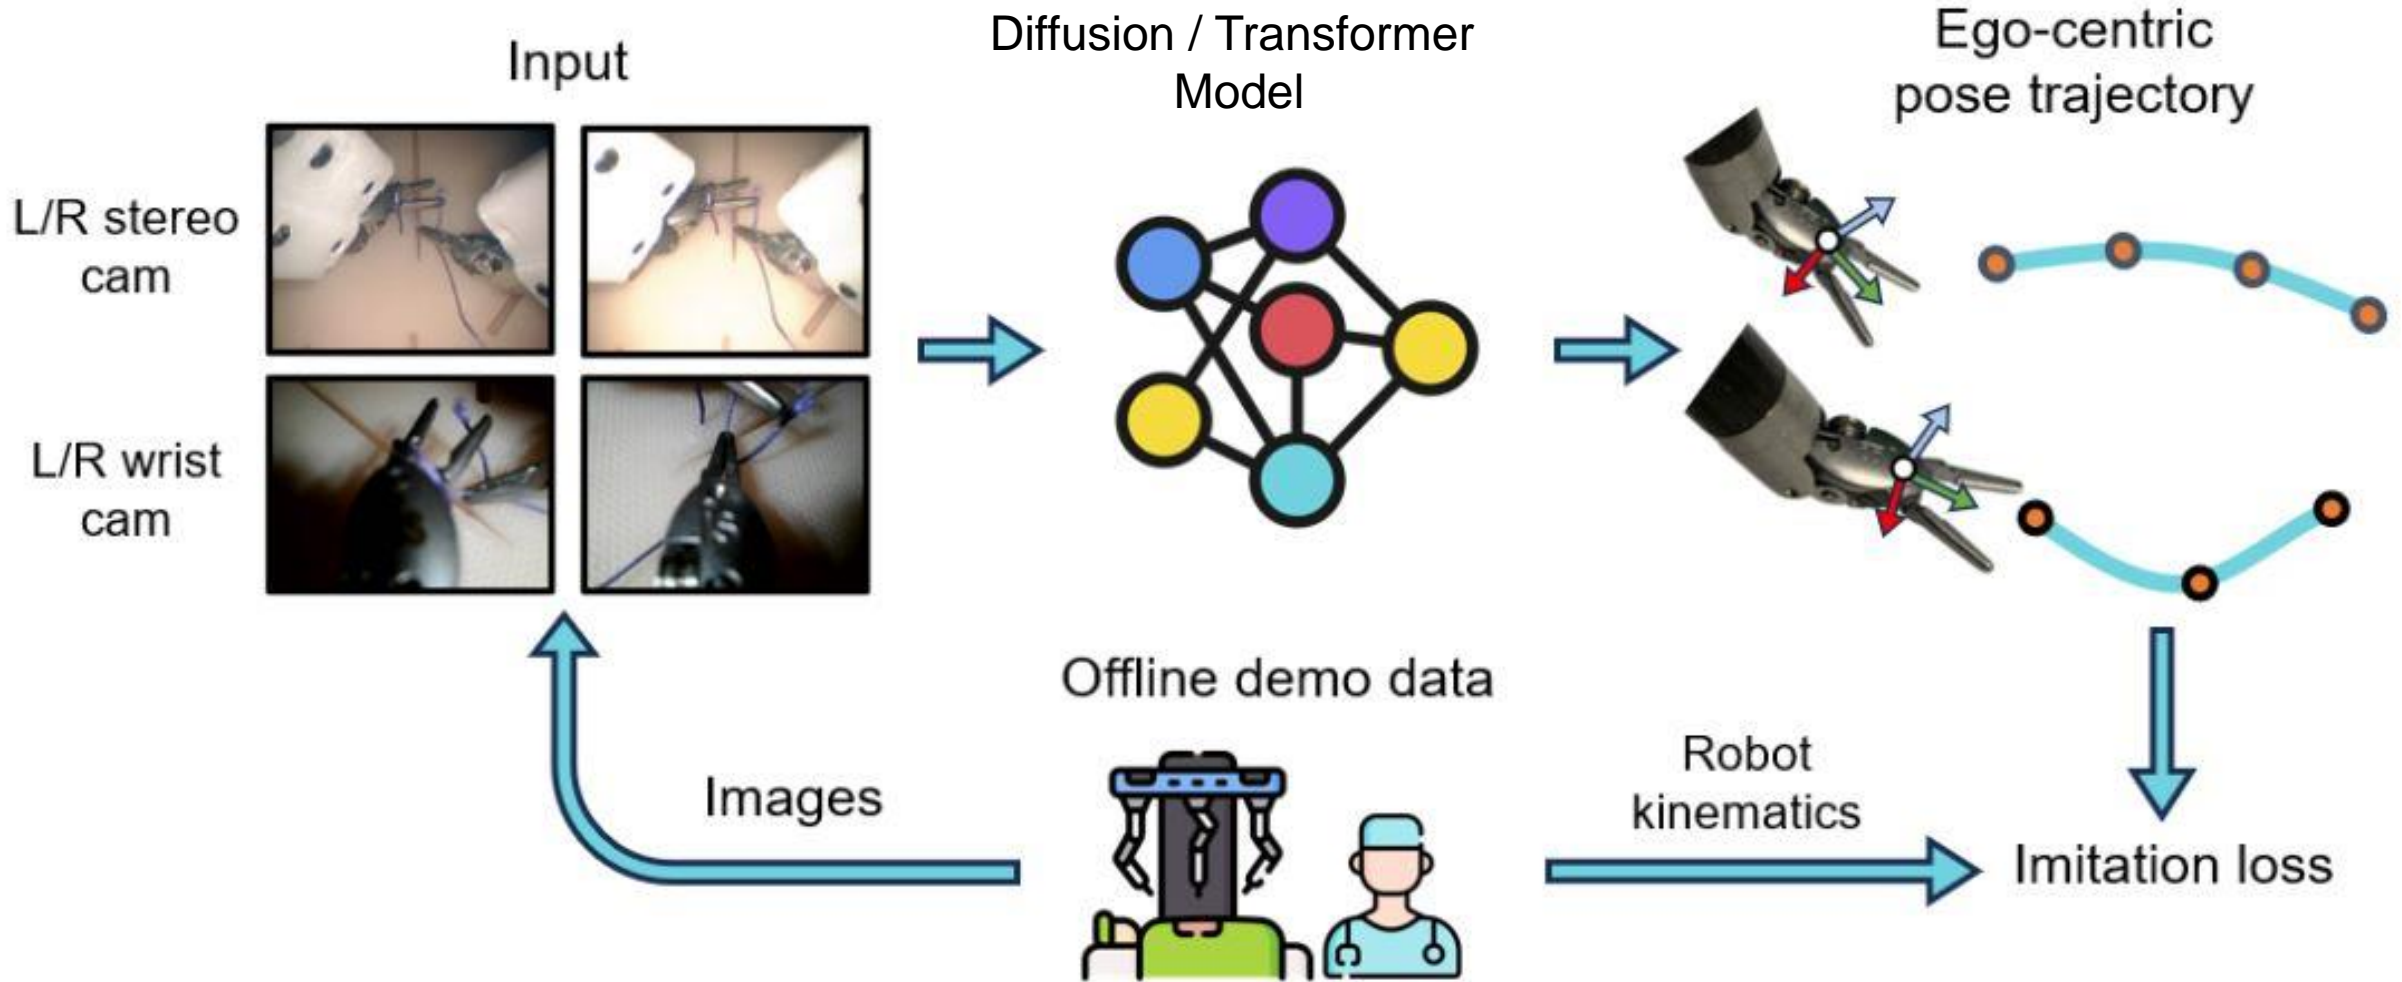 Input
Diffusion / Transformer
Model
Ego-centric
pose trajectory
L/R stereo
cam
L/R wrist
cam
Offline demo data
Images
Robot
kinematics
Imitation loss